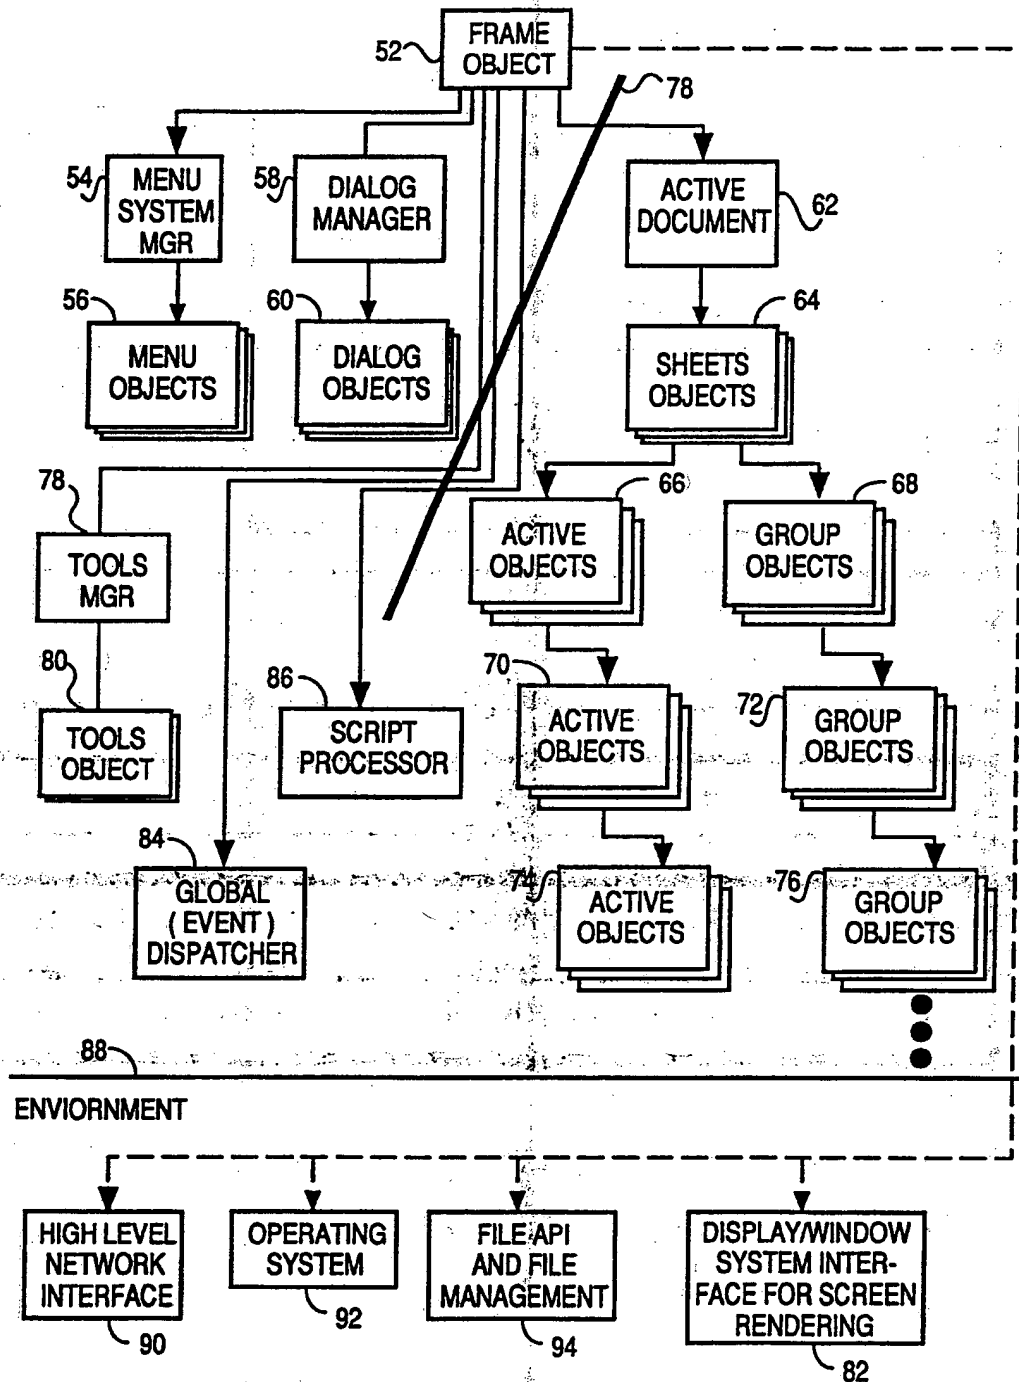 FRAME
OBJECT
52
78
54
MENU
SYSTEM
MGR
58
DIALOG
MANAGER
ACTIVE
DOCUMENT
62
56
MENU
OBJECTS
60
DIALOG
OBJECTS
64
SHEETS
OBJECTS
78
TOOLS
MGR
66
ACTIVE
OBJECTS
68
GROUP
OBJECTS
80
TOOLS
OBJECT
86
SCRIPT
PROCESSOR
70
ACTIVE
OBJECTS
72
GROUP
OBJECTS
84
GLOBAL
(EVENT)
DISPATCHER
74
ACTIVE
OBJECTS
76
GROUP
OBJECTS
88
ENVIORNMENT
HIGH LEVEL
NETWORK
INTERFACE
90
OPERATING
SYSTEM
92
FILE API
AND FILE
MANAGEMENT
94
DISPLAY/WINDOW
SYSTEM INTER-
FACE FOR SCREEN
RENDERING
82